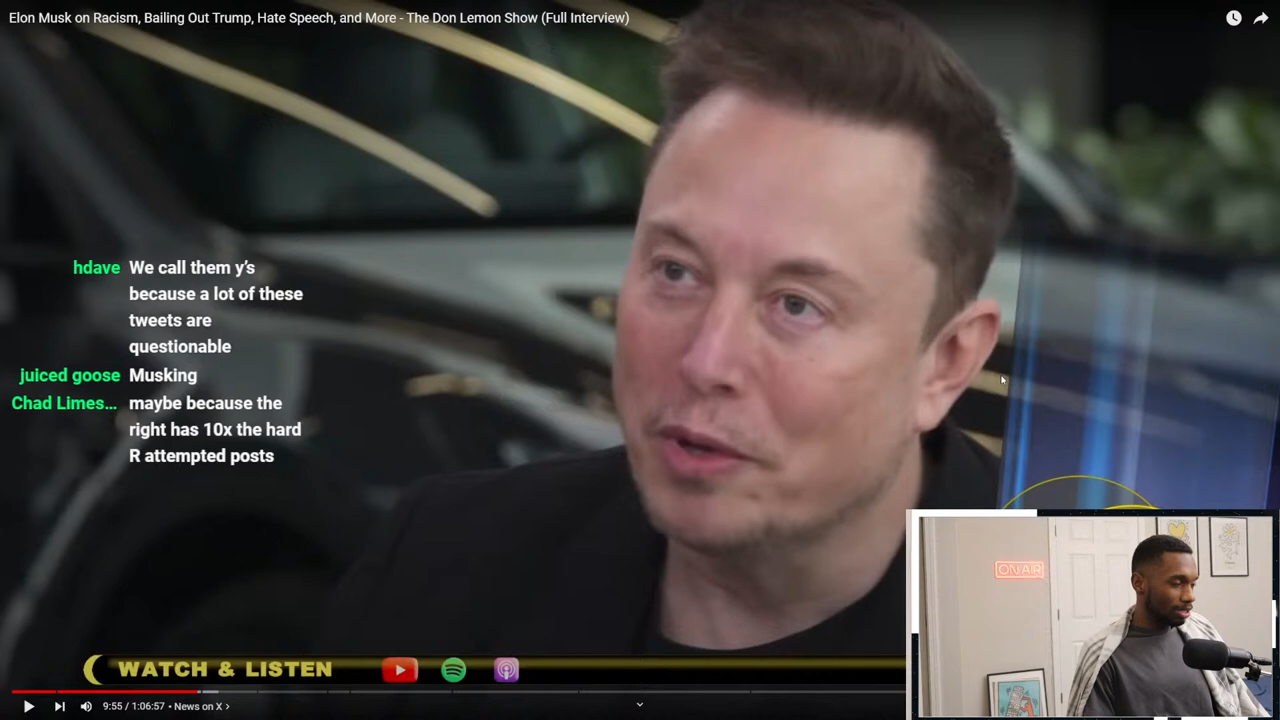 Elon Musk on Racism, Bailing Out Trump, Hate Speech, and More - The Don Lemon Show (Full Interview)
hdave We call them y's
because a lot of these
tweets are
questionable
juiced goose Musking
Chad Limes... maybe because the
right has 10x the hard
R attempted posts
ON AIR
WATCH & LISTEN
9:55 / 1:06:57 • News on X ›